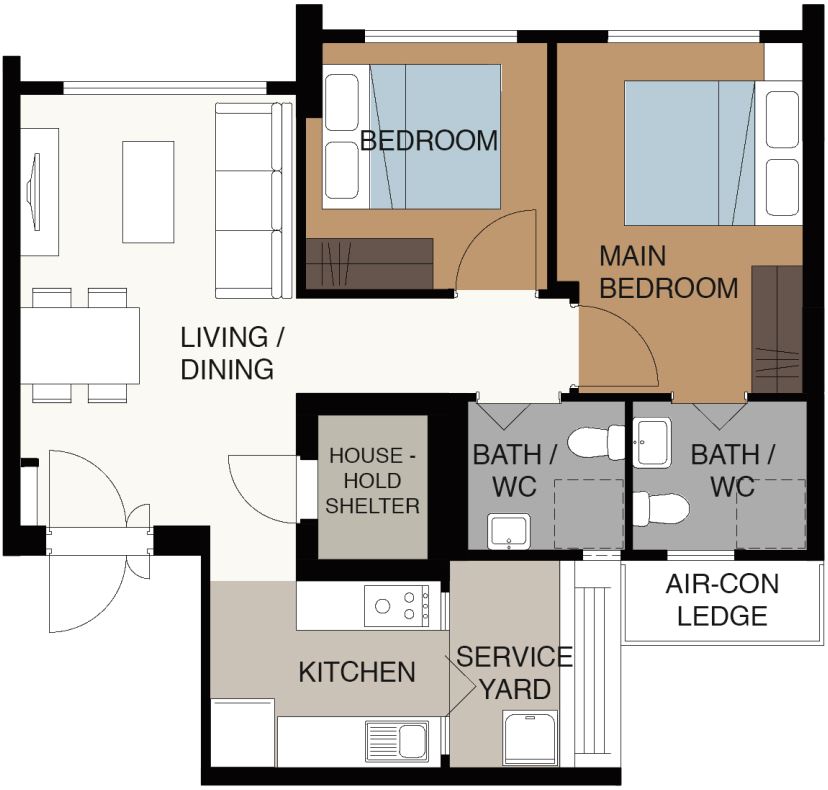 BEDROOM
MAIN
BEDROOM
LIVING /
DINING
HOUSE -
HOLD
SHELTER
BATH /
WC
BATH /
WC
AIR-CON
LEDGE
KITCHEN
SERVICE
YARD